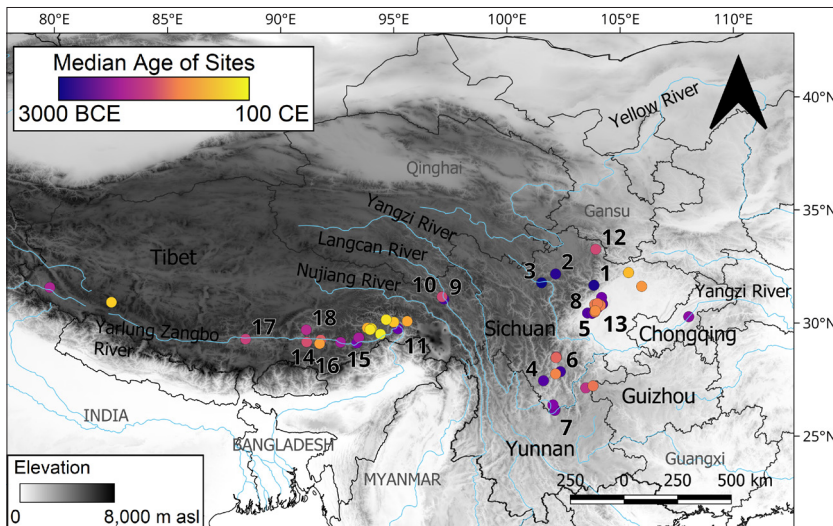 80°E 85°E 90°E 95°E 100°E 105°E 110°E
Median Age of Sites
3000 BCE 100 CE
40°N
Yellow River
Qinghai
Gansu
35°N
Yangzi River
12
Tibet
Langcan River
3 2 1
Nujiang River
10 9
Yangzi River
8
30°N
17 18
Sichuan
5 13
Chongqing
Yarlung Zangbo
River
14 16 15 11
4 6
Guizhou
INDIA
7
25°N
BANGLADESH
Yunnan
Guangxi
MYANMAR
Elevation
0 8,000 m asl
250 0 250 500 km